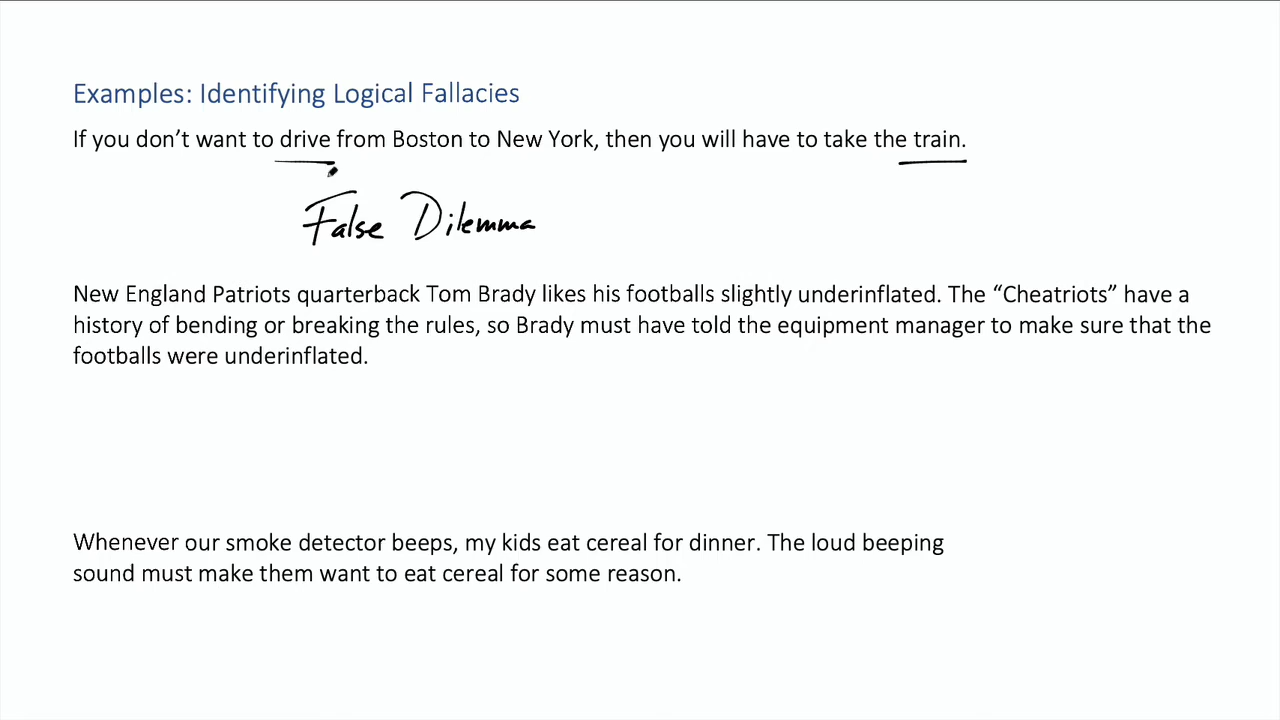 Examples: Identifying Logical Fallacies
If you don’t want to drive from Boston to New York, then you will have to take the train.
False Dilemma
New England Patriots quarterback Tom Brady likes his footballs slightly underinflated. The “Cheatriots” have a
history of bending or breaking the rules, so Brady must have told the equipment manager to make sure that the
footballs were underinflated.
Whenever our smoke detector beeps, my kids eat cereal for dinner. The loud beeping
sound must make them want to eat cereal for some reason.